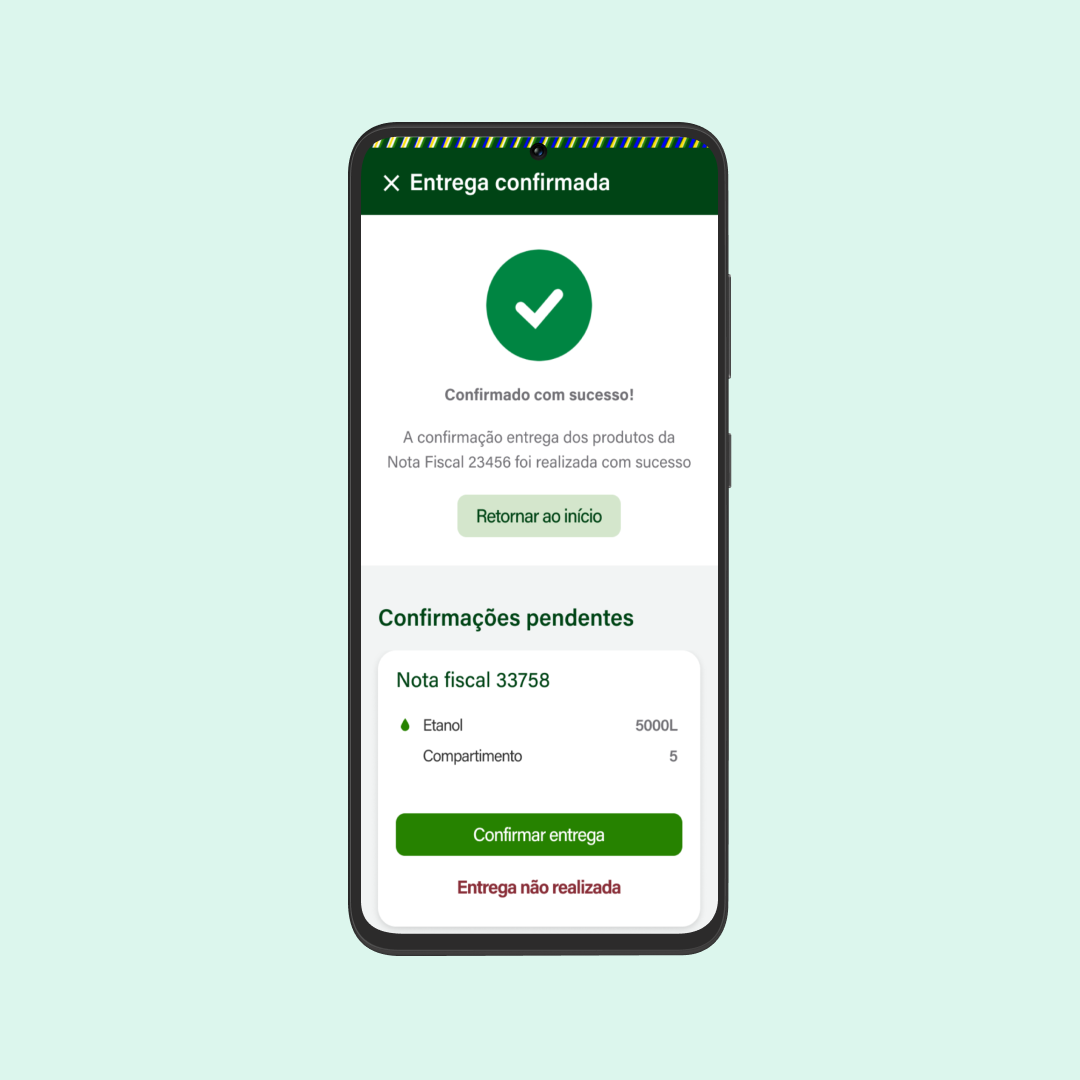 Entrega confirmada
Confirmado com sucesso!
A confirmação entrega dos produtos da
Nota Fiscal 23456 foi realizada com sucesso
Retornar ao início
Confirmações pendentes
Nota fiscal 33758
Etanol 5000L
Compartimento 5
Confirmar entrega
Entrega não realizada